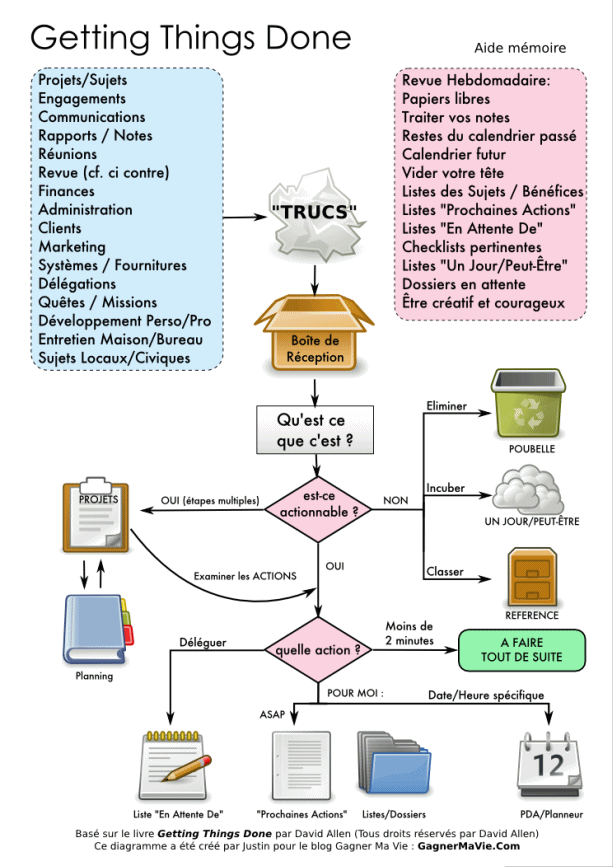 Getting Things Done
Aide mémoire
Projets/Sujets
Engagements
Communications
Rapports / Notes
Réunions
Revue (cf. ci contre)
Finances
Administration
Clients
Marketing
Systèmes / Fournitures
Délégations
Quêtes / Missions
Développement Perso/Pro
Entretien Maison/Bureau
Sujets Locaux/Civiques
Revue Hebdomadaire:
Papiers libres
Traiter vos notes
Restes du calendrier passé
Calendrier futur
Vider votre tête
Listes des Sujets / Bénéfices
Listes "Prochaines Actions"
Listes "En Attente De"
Checklists pertinentes
Listes "Un Jour/Peut-Être"
Dossiers en attente
Être créatif et courageux
"TRUCS"
Boîte de
Réception
Qu'est ce
que c'est ?
est-ce
actionnable ?
NON
Eliminer
POUBELLE
Incuber
UN JOUR/PEUT-ÊTRE
Classer
REFERENCE
OUI (étapes multiples)
PROJETS
Planning
Examiner les ACTIONS
OUI
quelle action ?
Moins de
2 minutes
A FAIRE
TOUT DE SUITE
Déléguer
POUR MOI :
ASAP
Date/Heure spécifique
12
Liste "En Attente De"
"Prochaines Actions"
Listes/Dossiers
PDA/Planneur
Basé sur le livre Getting Things Done par David Allen (Tous droits réservés par David Allen)
Ce diagramme a été créé par Justin pour le blog Gagner Ma Vie : GagnerMaVie.Com